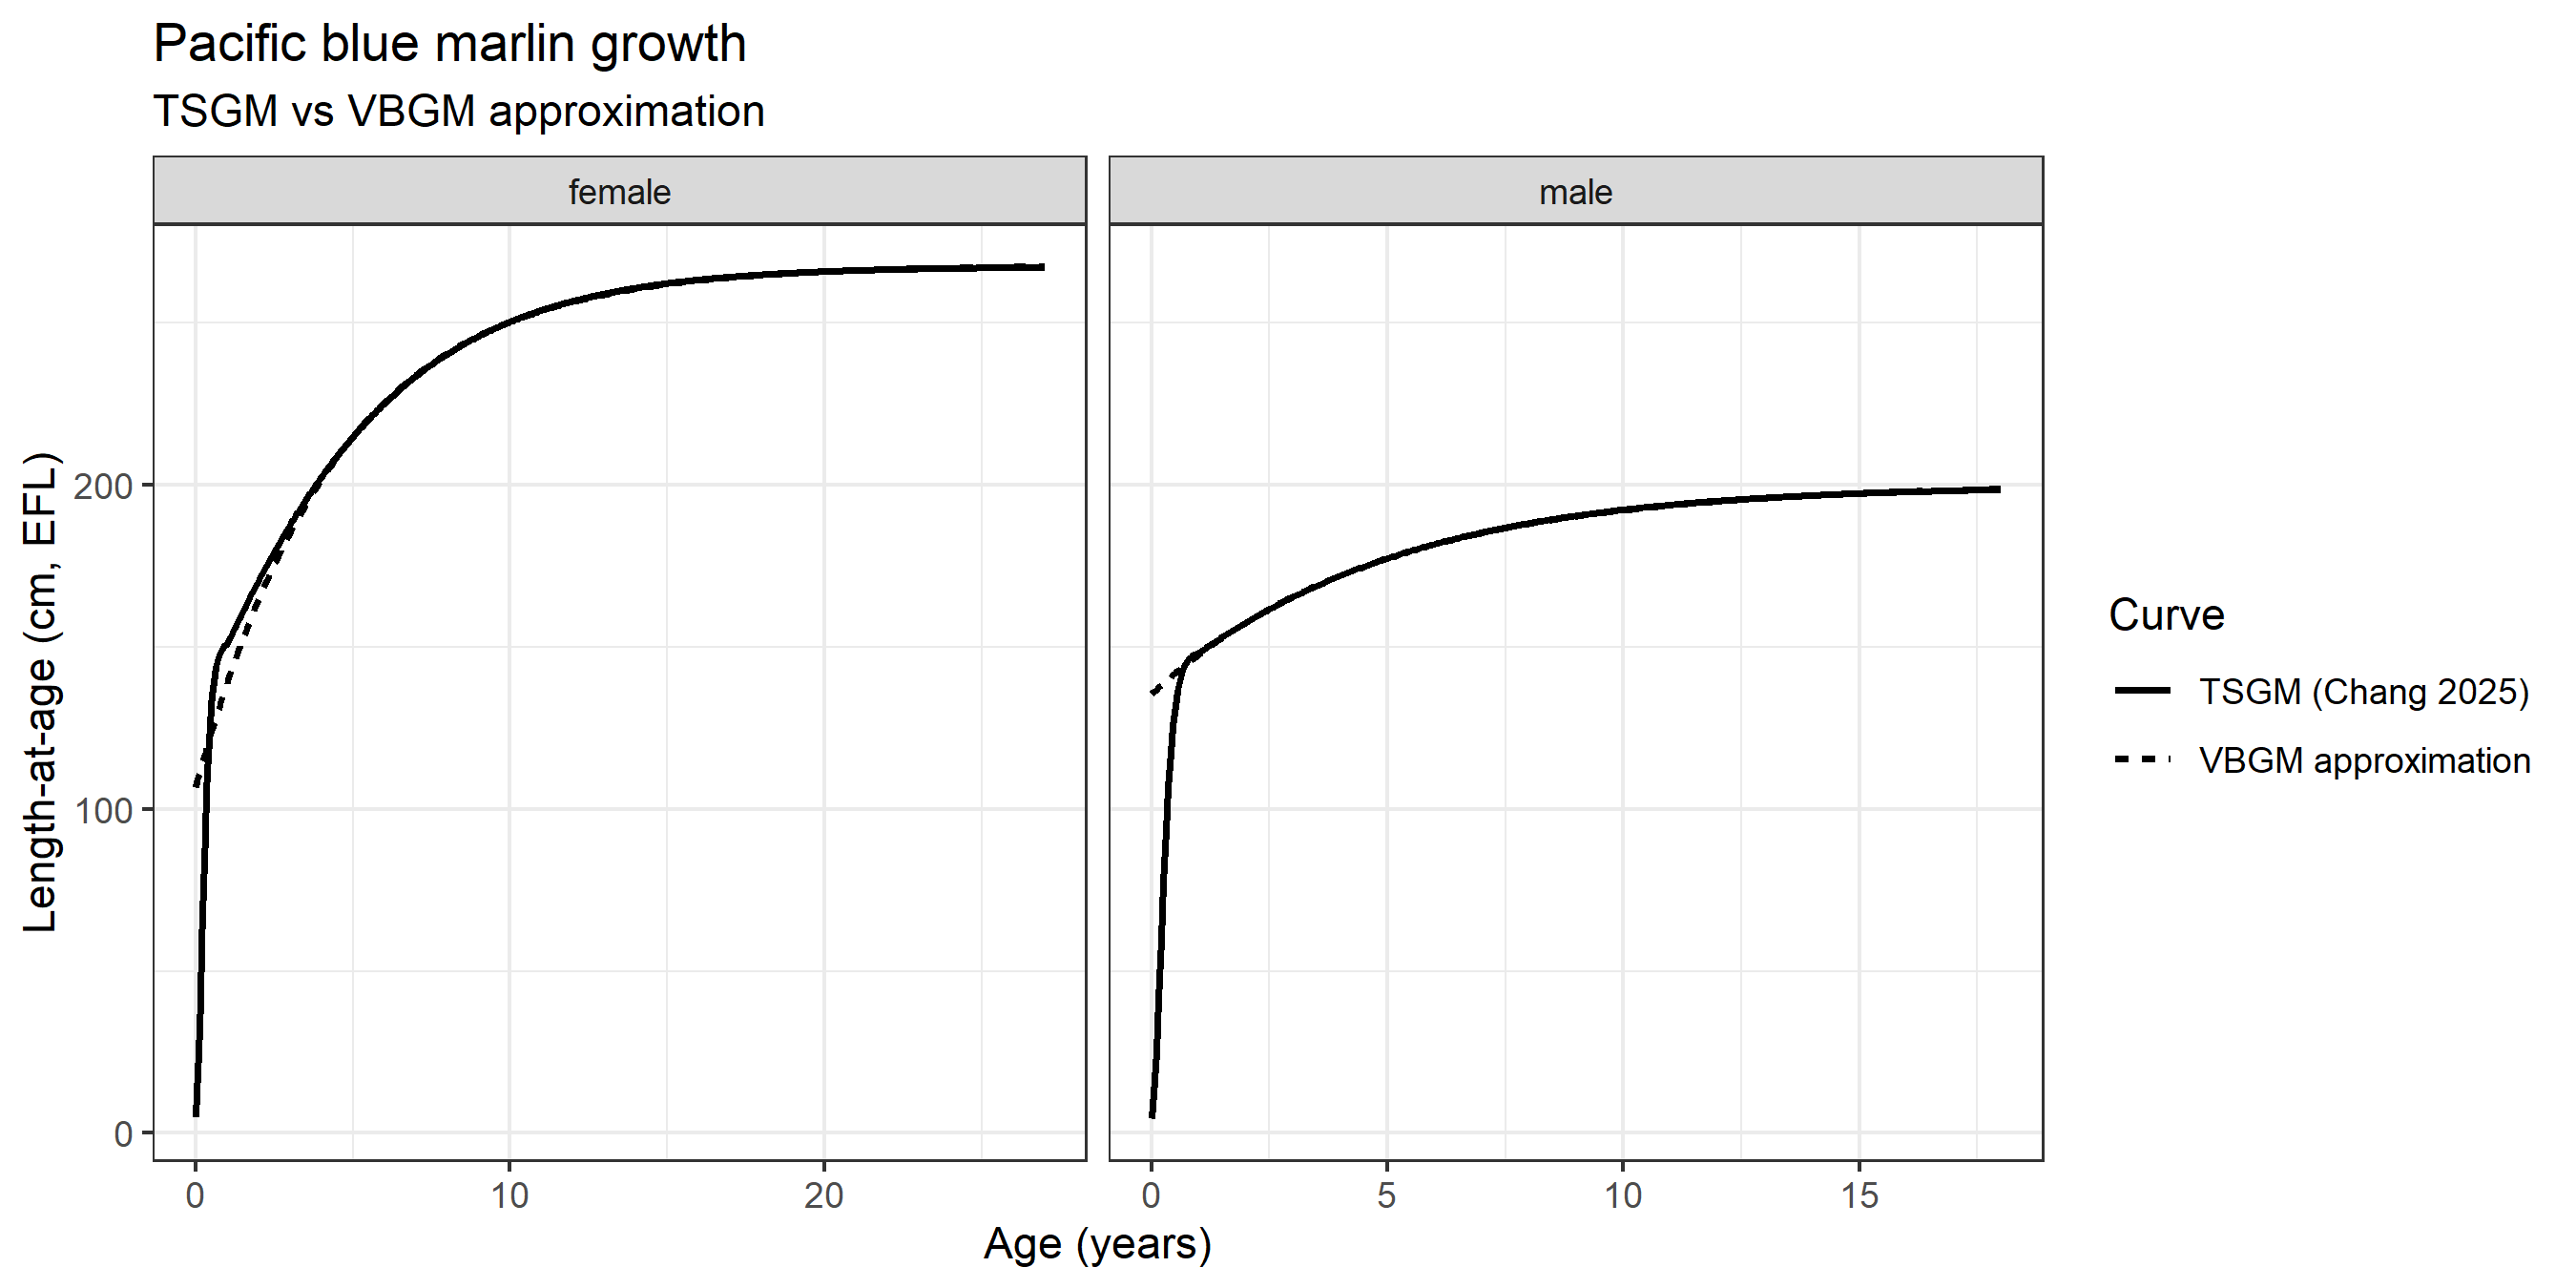 Pacific blue marlin growth
TSGM vs VBGM approximation
female
male
Length-at-age (cm, EFL)
200
100
0
0 10 20
0 5 10 15
Age (years)
Curve
TSGM (Chang 2025)
VBGM approximation